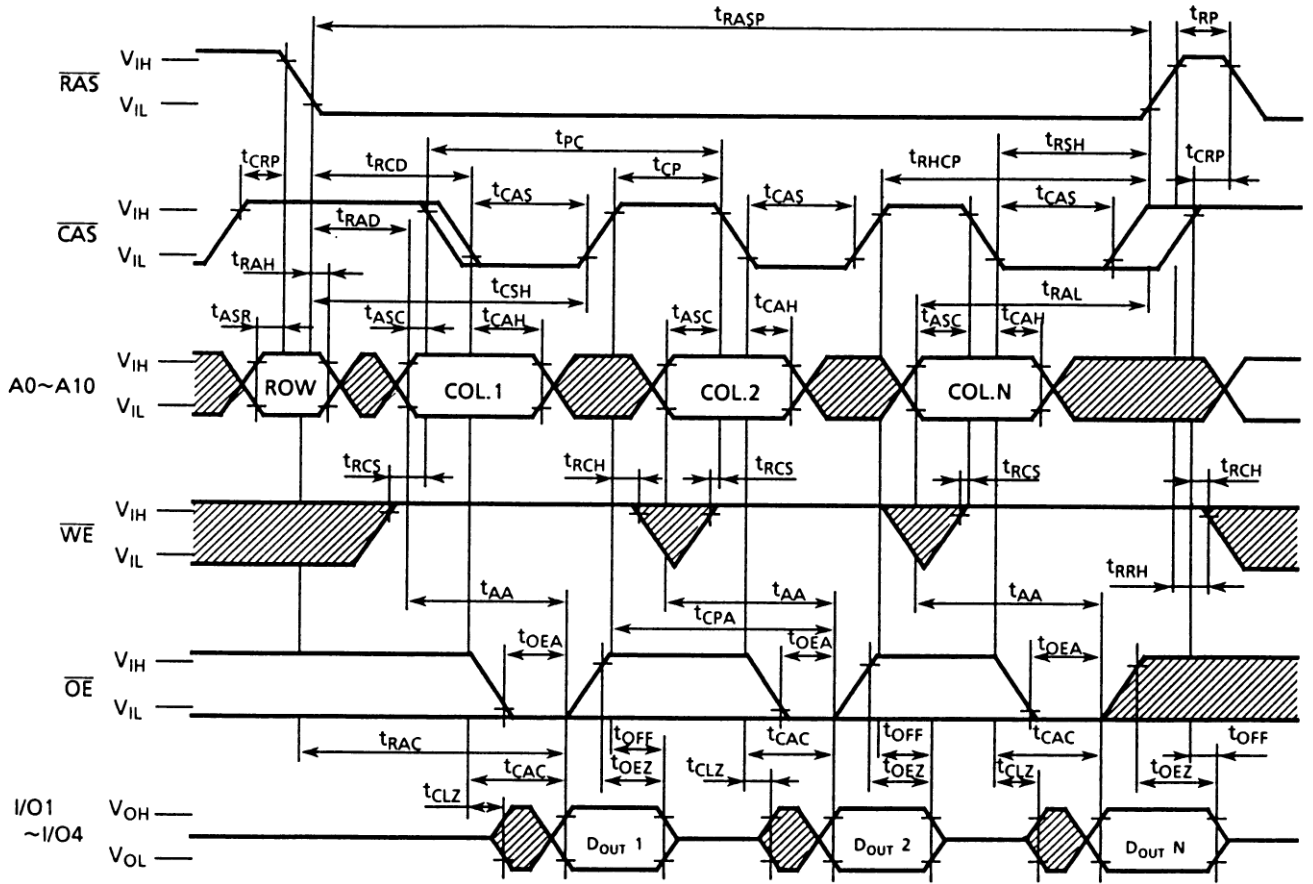 tRASP
tRP
VIH
RAS
VIL
tPC
tRSH
tCRP
tRCD
tCP
tRHCP
tCRP
VIH
tCAS
tCAS
tCAS
CAS
tRAD
VIL
tRAH
tCSH
tRAL
tASR
tASC
tCAH
tASC
tCAH
tASC
tCAH
VIH
A0~A10
ROW
COL.1
COL.2
COL.N
VIL
tRCS
tRCH
tRCS
tRCS
tRCH
VIH
WE
VIL
tRRH
tAA
tAA
tAA
tCPA
tOEA
tOEA
tOEA
VIH
OE
VIL
tRAC
tOFF
tCAC
tOFF
tCAC
tOFF
tCAC
tOEZ
tCLZ
tOEZ
tCLZ
tOEZ
tCLZ
I/O1
~I/O4
VOH
DOUT 1
DOUT 2
DOUT N
VOL